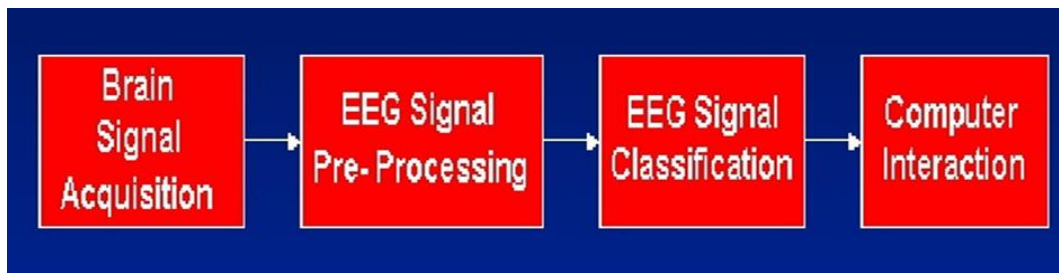 Brain
Signal
Acquisition
EEG Signal
Pre- Processing
EEG Signal
Classification
Computer
Interaction